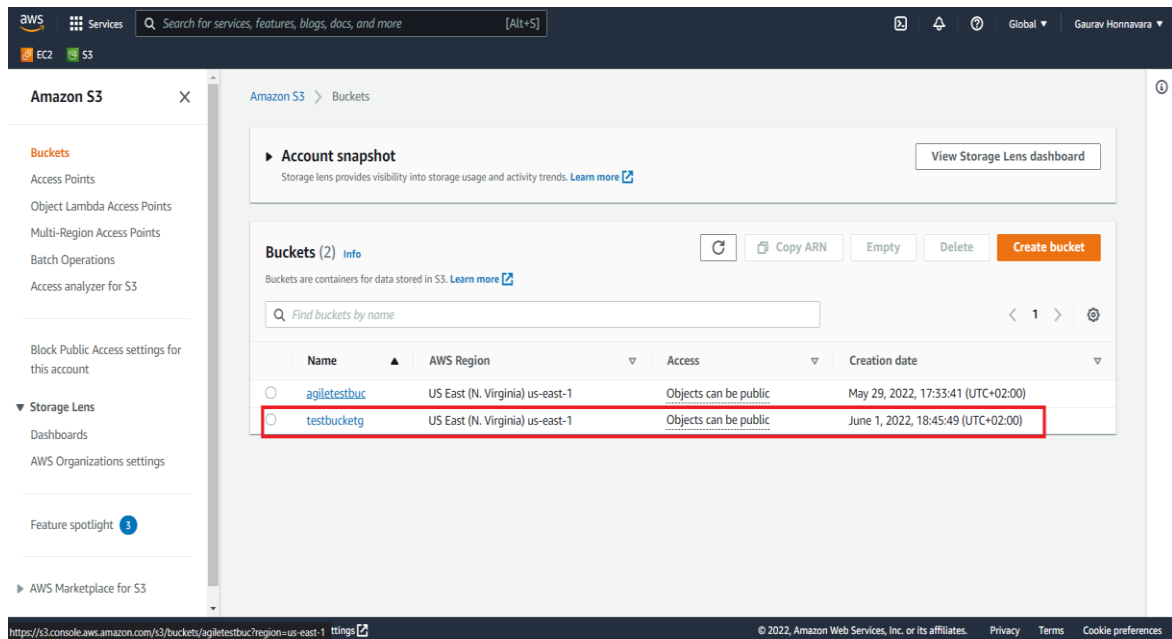 aws Services Search for services, features, blogs, docs, and more [Alt+S] Global ▼ Gaurav Honnavara ▼
EC2 S3
Amazon S3
Buckets
Access Points
Object Lambda Access Points
Multi-Region Access Points
Batch Operations
Access analyzer for S3
Block Public Access settings for
this account
▼ Storage Lens
Dashboards
AWS Organizations settings
Feature spotlight 3
▶ AWS Marketplace for S3
Amazon S3 > Buckets
▶ Account snapshot
View Storage Lens dashboard
Storage lens provides visibility into storage usage and activity trends. Learn more
Buckets (2) Info
Copy ARN Empty Delete Create bucket
Buckets are containers for data stored in S3. Learn more
Find buckets by name
< 1 >
Name ▲ AWS Region Access Creation date
agiletestbuc US East (N. Virginia) us-east-1 Objects can be public May 29, 2022, 17:33:41 (UTC+02:00)
testbucketg US East (N. Virginia) us-east-1 Objects can be public June 1, 2022, 18:45:49 (UTC+02:00)
https://s3.console.aws.amazon.com/s3/buckets/agiletestbuc?region=us-east-1 ttings © 2022, Amazon Web Services, Inc. or its affiliates. Privacy Terms Cookie preferences